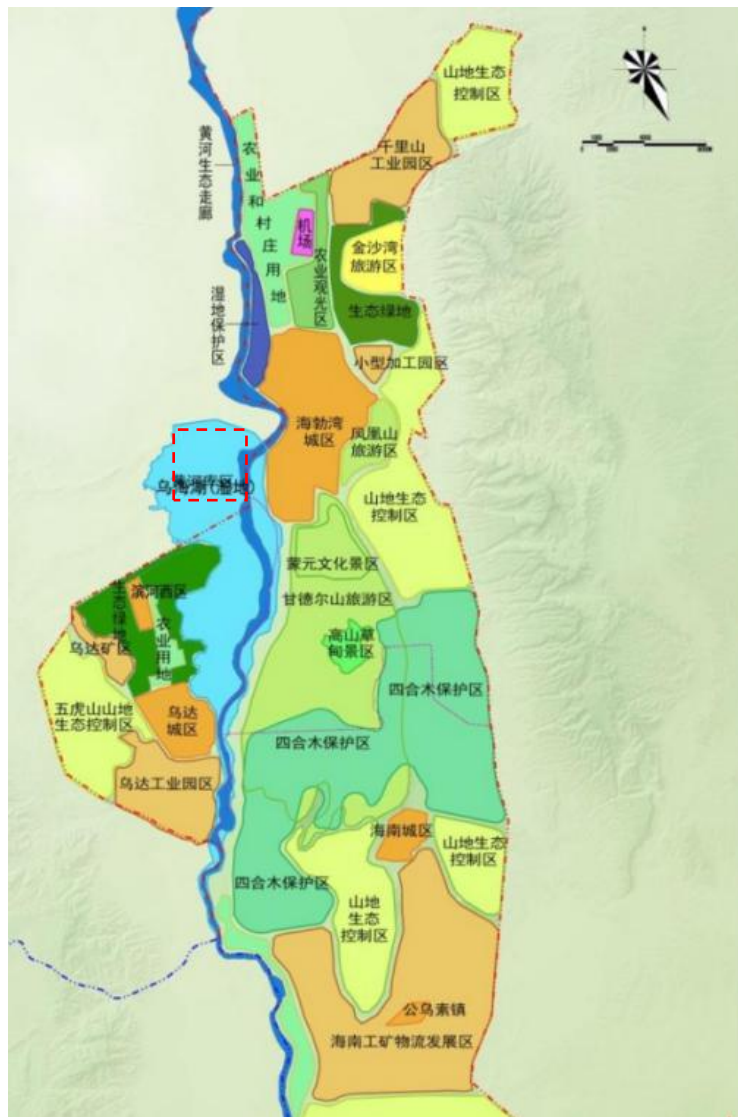 山地生态
控制区
千里山
工业园区
黄河生态走廊
农业和村庄用地
机场
农业观光区
金沙湾
旅游区
湿地保护区
生态绿地
小型加工园区
海勃湾
城区
凤凰山
旅游区
乌海湖(湿地)
山地生态
控制区
蒙元文化景区
滨河西区
生态绿地
甘德尔山旅游区
农业用地
乌达矿区
高山草
甸景区
四合木保护区
五虎山山地
生态控制区
乌达
城区
四合木保护区
乌达工业园区
海南城区
山地生态
控制区
四合木保护区
山地
生态
控制区
公乌素镇
海南工矿物流发展区